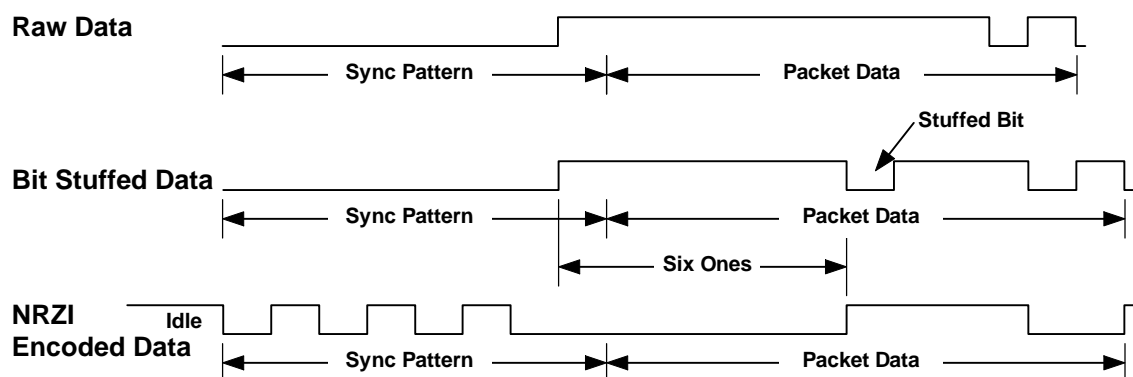 Raw Data
Sync Pattern
Packet Data
Stuffed Bit
Bit Stuffed Data
Sync Pattern
Packet Data
Six Ones
NRZI
Idle
Encoded Data
Sync Pattern
Packet Data